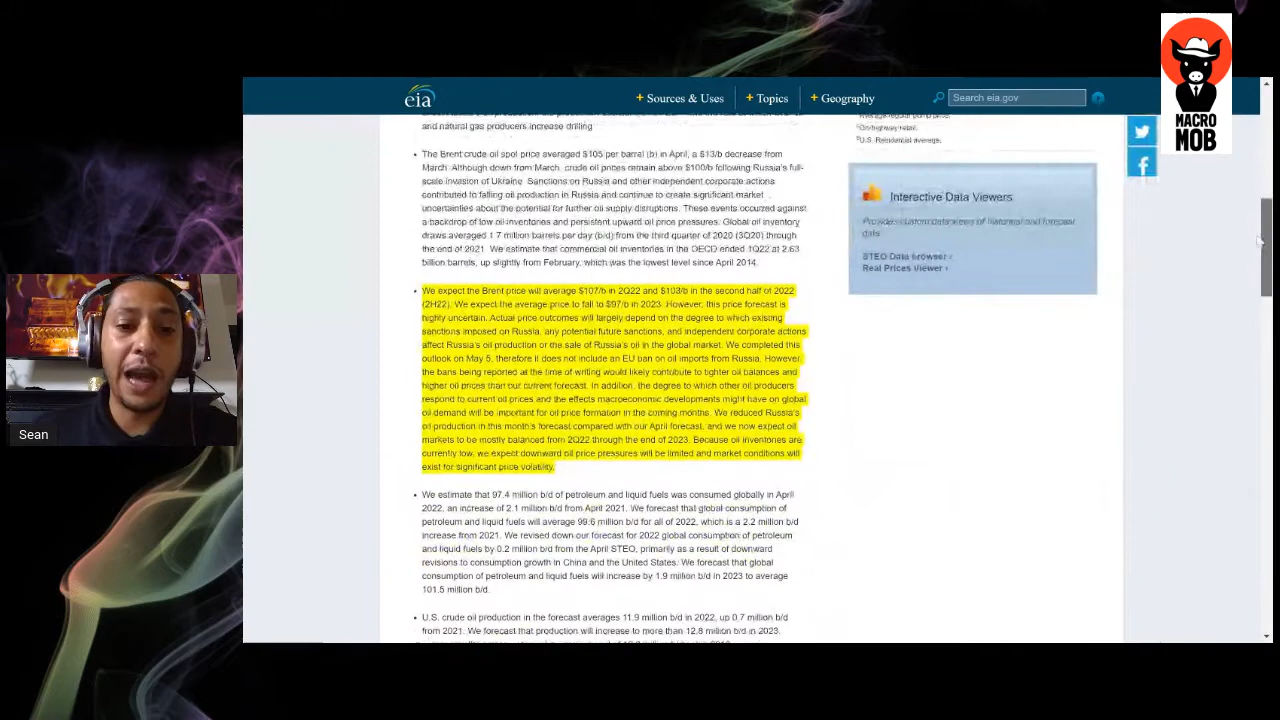 MACRO
MOB
eia
+ Sources & Uses
+ Topics
+ Geography
Search eia.gov
and natural gas producers increase drilling
• The Brent crude oil spot price averaged $105 per barrel (b) in April, a $13/b decrease from
March. Although down from March, crude oil prices remain above $100/b following Russia's full-
scale invasion of Ukraine. Sanctions on Russia and other independent corporate actions
contributed to falling oil production in Russia and continue to create significant market
uncertainties about the potential for further oil supply disruptions. These events occurred against
a backdrop of low oil inventories and persistent upward oil price pressures. Global oil inventory
draws averaged 1.7 million barrels per day (b/d) from the third quarter of 2020 (3Q20) through
the end of 2021. We estimate that commercial oil inventories in the OECD ended 1Q22 at 2.63
billion barrels, up slightly from February, which was the lowest level since April 2014.
• We expect the Brent price will average $107/b in 2Q22 and $103/b in the second half of 2022
(2H22). We expect the average price to fall to $97/b in 2023. However, this price forecast is
highly uncertain. Actual price outcomes will largely depend on the degree to which existing
sanctions imposed on Russia, any potential future sanctions, and independent corporate actions
affect Russia's oil production or the sale of Russia's oil in the global market. We completed this
outlook on May 5, therefore it does not include an EU ban on oil imports from Russia. However,
the bans being reported at the time of writing would likely contribute to tighter oil balances and
higher oil prices than our current forecast. In addition, the degree to which other oil producers
respond to current oil prices and the effects macroeconomic developments might have on global
oil demand will be important for oil price formation in the coming months. We reduced Russia's
oil production in this month's forecast compared with our April forecast, and we now expect oil
markets to be mostly balanced from 2Q22 through the end of 2023. Because oil inventories are
currently low, we expect downward oil price pressures will be limited and market conditions will
exist for significant price volatility.
• We estimate that 97.4 million b/d of petroleum and liquid fuels was consumed globally in April
2022, an increase of 2.1 million b/d from April 2021. We forecast that global consumption of
petroleum and liquid fuels will average 99.6 million b/d for all of 2022, which is a 2.2 million b/d
increase from 2021. We revised down our forecast for 2022 global consumption of petroleum
and liquid fuels by 0.2 million b/d from the April STEO, primarily as a result of downward
revisions to consumption growth in China and the United States. We forecast that global
consumption of petroleum and liquid fuels will increase by 1.9 million b/d in 2023 to average
101.5 million b/d.
• U.S. crude oil production in the forecast averages 11.9 million b/d in 2022, up 0.7 million b/d
from 2021. We forecast that production will increase to more than 12.8 million b/d in 2023.
Average regular pump price.
On-highway retail.
U.S. Residential average.
Interactive Data Viewers
Provides custom data views of historical and forecast
data
STEO Data browser ›
Real Prices Viewer ›
Sean